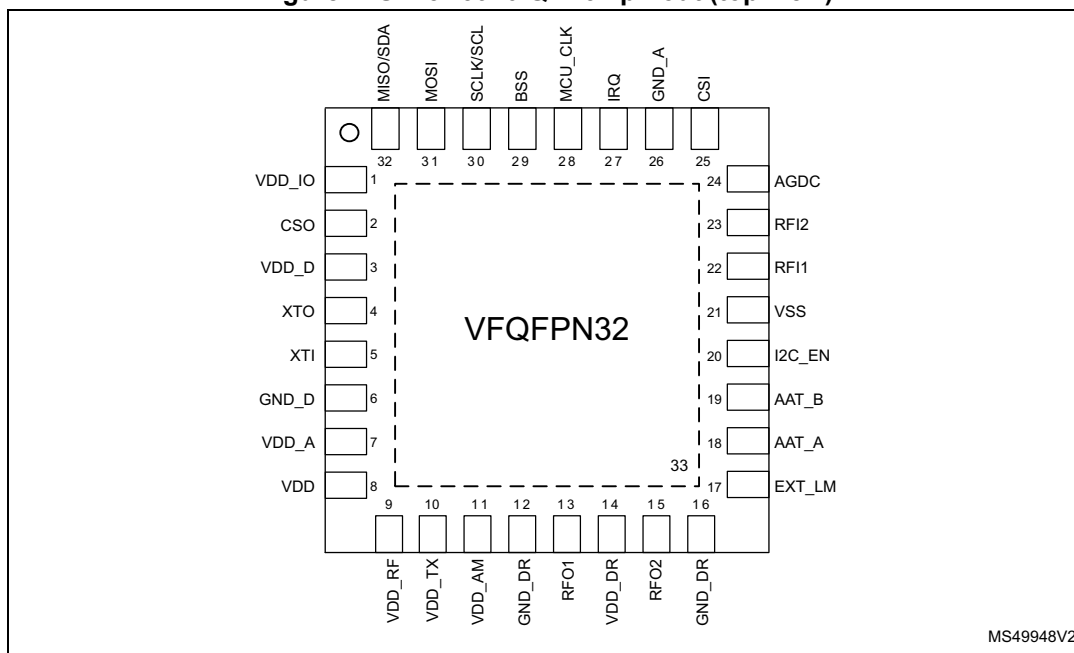 MISO/SDA
MOSI
SCLK/SCL
BSS
MCU_CLK
IRQ
GND_A
CSI
32 31 30 29 28 27 26 25
VDD_IO 1
CSO 2
VDD_D 3
XTO 4
XTI 5
GND_D 6
VDD_A 7
VDD 8
VFQFPN32
33
24 AGDC
23 RFI2
22 RFI1
21 VSS
20 I2C_EN
19 AAT_B
18 AAT_A
17 EXT_LM
9 10 11 12 13 14 15 16
VDD_RF
VDD_TX
VDD_AM
GND_DR
RFO1
VDD_DR
RFO2
GND_DR
MS49948V2